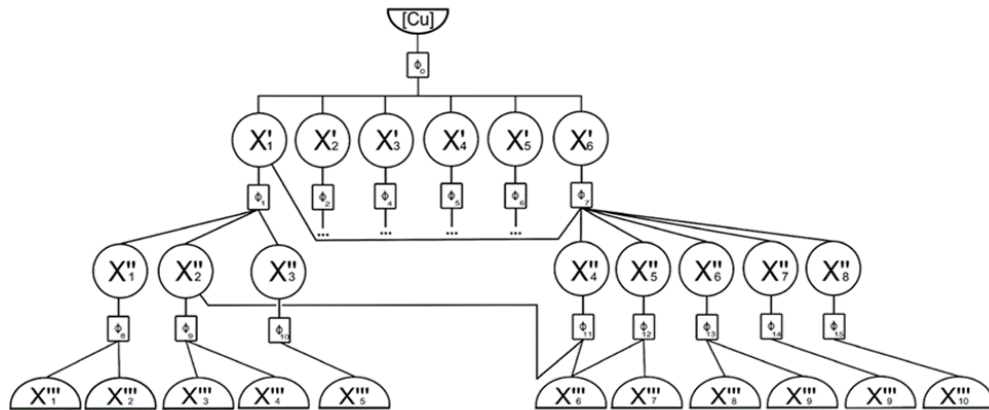 [Cu]
ϕ₀
X'₁ X'₂ X'₃ X'₄ X'₅ X'₆
ϕ₁ ϕ₂ ϕ₄ ϕ₅ ϕ₆ ϕ₇
... ... ... ...
X''₁ X''₂ X''₃ X''₄ X''₅ X''₆ X''₇ X''₈
ϕ₈ ϕ₉ ϕ₁₀ ϕ₁₁ ϕ₁₂ ϕ₁₃ ϕ₁₄ ϕ₁₅
X'''₁ X'''₂ X'''₃ X'''₄ X'''₅ X'''₆ X'''₇ X'''₈ X'''₉ X'''₉ X'''₁₀